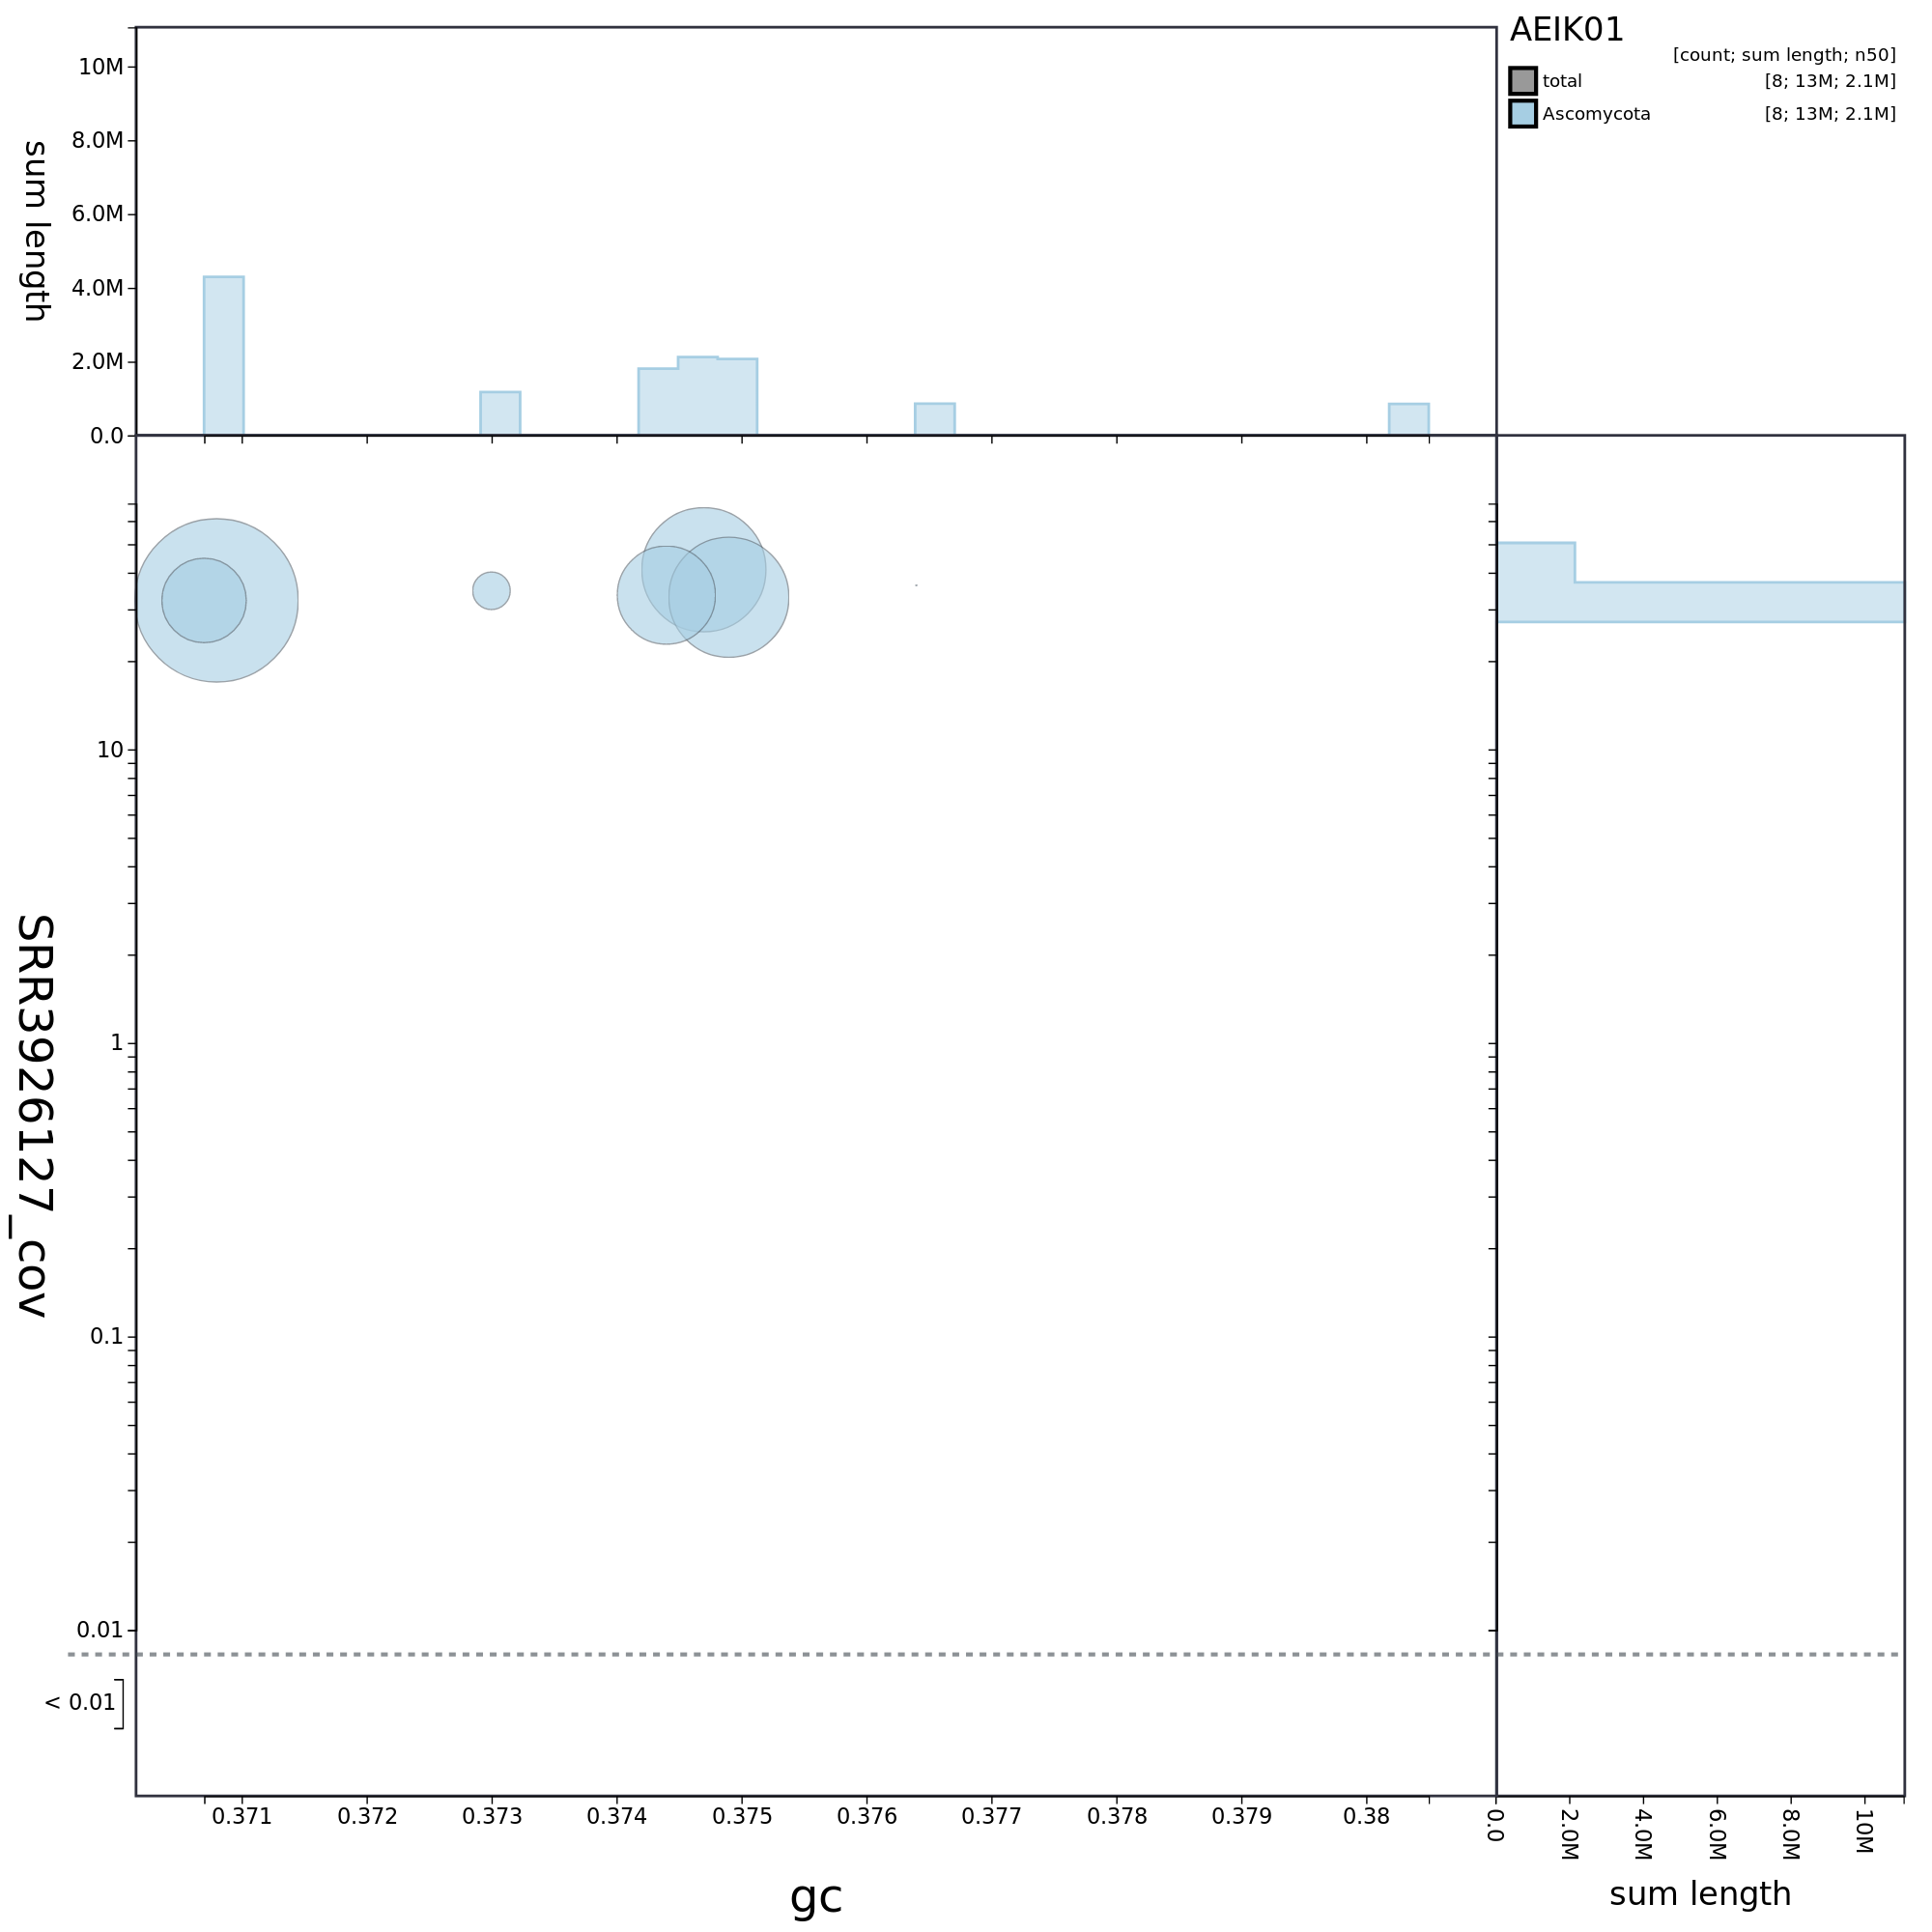 AEIK01
[count; sum length; n50]
total [8; 13M; 2.1M]
Ascomycota [8; 13M; 2.1M]
sum length
10M
8.0M
6.0M
4.0M
2.0M
0.0
SRR3926127_cov
10
1
0.1
0.01
< 0.01
0.371 0.372 0.373 0.374 0.375 0.376 0.377 0.378 0.379 0.38
gc
0.0 2.0M 4.0M 6.0M 8.0M 10M
sum length